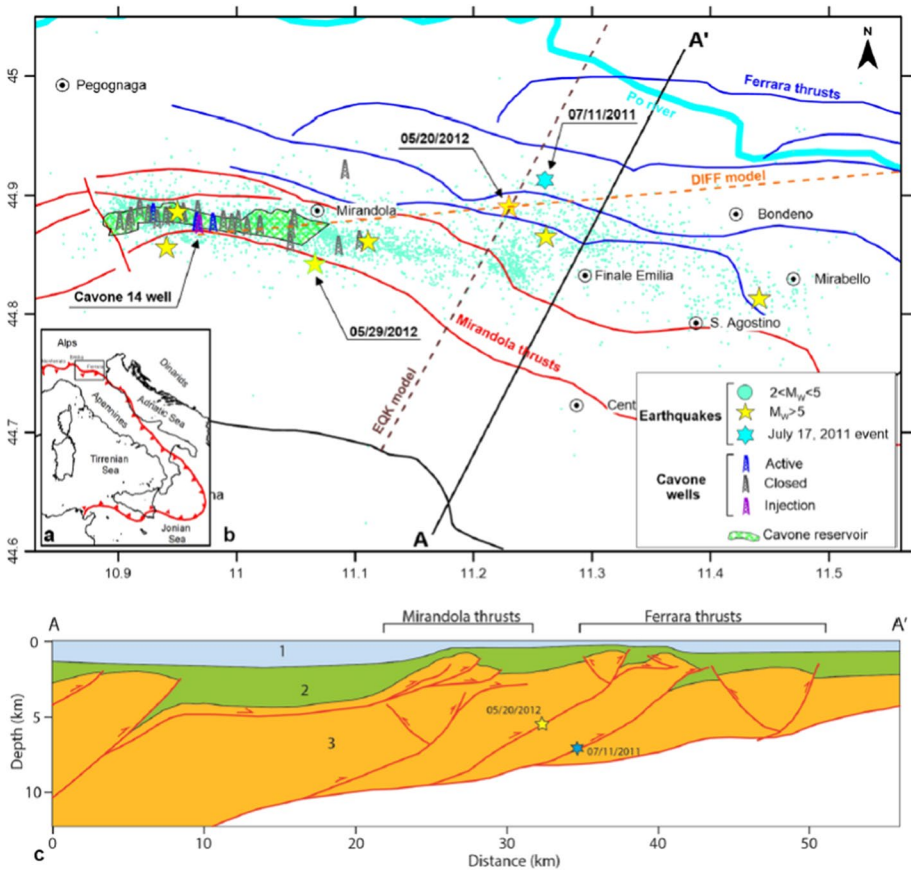 45
44.9
44.8
44.7
44.6
Pegognaga
Ferrara thrusts
Po river
07/11/2011
05/20/2012
DIFF model
Mirandola
Bondeno
Cavone 14 well
Finale Emilia
Mirabello
05/29/2012
S. Agostino
Mirandola thrusts
EQK model
Cent
N
A'
A
na
Alps
Dinarids
Apennines
Adriatic Sea
Tirrenian Sea
Jonian Sea
a
b
Earthquakes
2<Mw<5
Mw>5
July 17, 2011 event
Cavone wells
Active
Closed
Injection
Cavone reservoir
10.9
11
11.1
11.2
11.3
11.4
11.5
A
Mirandola thrusts
Ferrara thrusts
A'
0
5
10
Depth (km)
1
2
3
05/20/2012
07/11/2011
0
10
20
30
40
50
Distance (km)
c